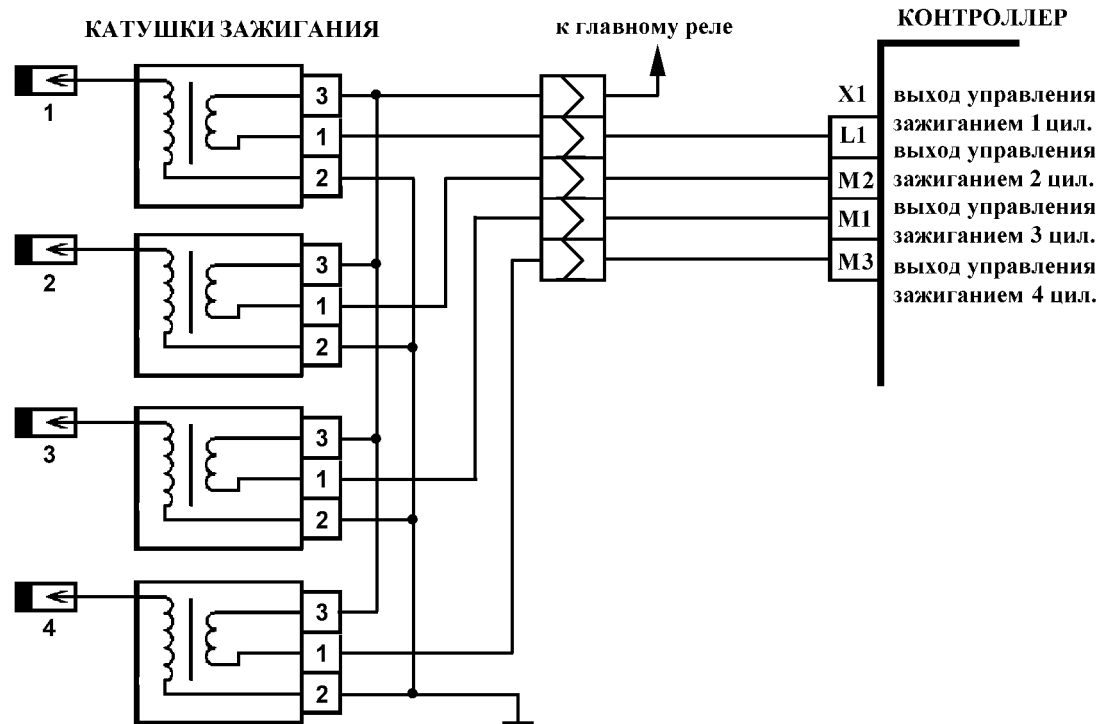 КАТУШКИ ЗАЖИГАНИЯ
к главному реле
КОНТРОЛЛЕР
1
3
1
2
X1
L1
M2
M1
M3
выход управления
зажиганием 1 цил.
выход управления
зажиганием 2 цил.
выход управления
зажиганием 3 цил.
выход управления
зажиганием 4 цил.
2
3
1
2
3
3
1
2
4
3
1
2